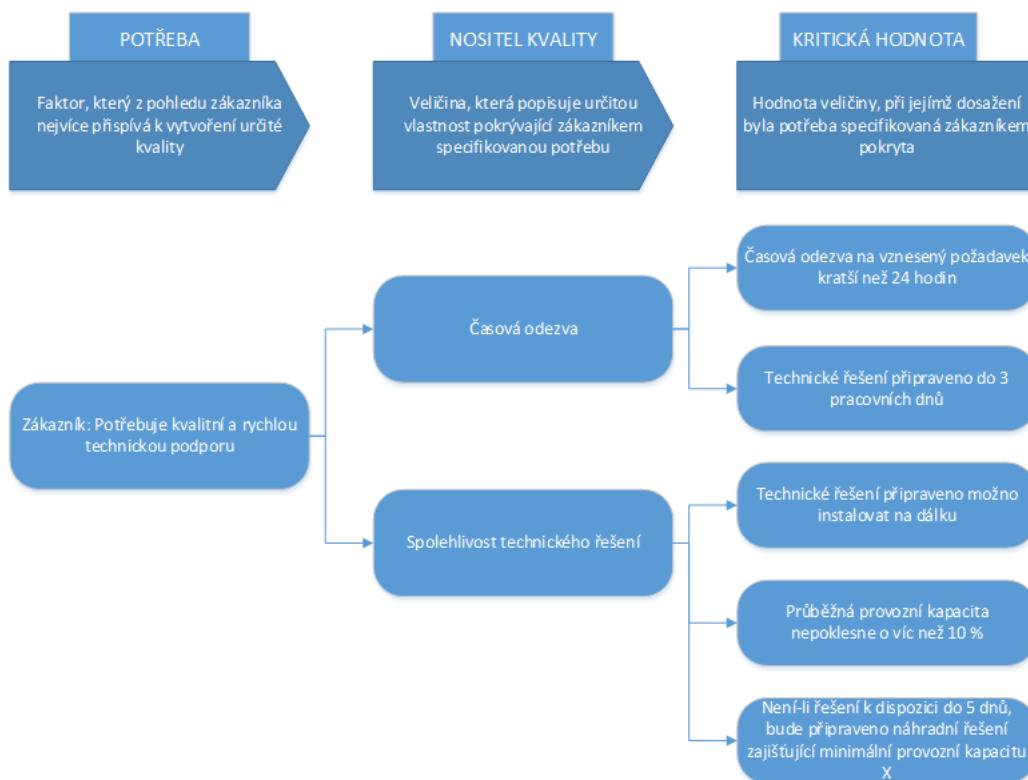 POTŘEBA
Faktor, který z pohledu zákazníka
nejvíce přispívá k vytvoření určité
kvality
NOSITEL KVALITY
Veličina, která popisuje určitou
vlastnost pokrývající zákazníkem
specifikovanou potřebu
KRITICKÁ HODNOTA
Hodnota veličiny, při jejímž dosažení
byla potřeba specifikovaná zákazníkem
pokryta
Zákazník: Potřebuje kvalitní a rychlou
technickou podporu
Časová odezva
Časová odezva na vznesený požadavek
kratší než 24 hodin
Technické řešení připraveno do 3
pracovních dnů
Spolehlivost technického řešení
Technické řešení připraveno možno
instalovat na dálku
Průběžná provozní kapacita
nepoklesne o víc než 10 %
Není-li řešení k dispozici do 5 dnů,
bude připraveno náhradní řešení
zajišťující minimální provozní kapacitu
X